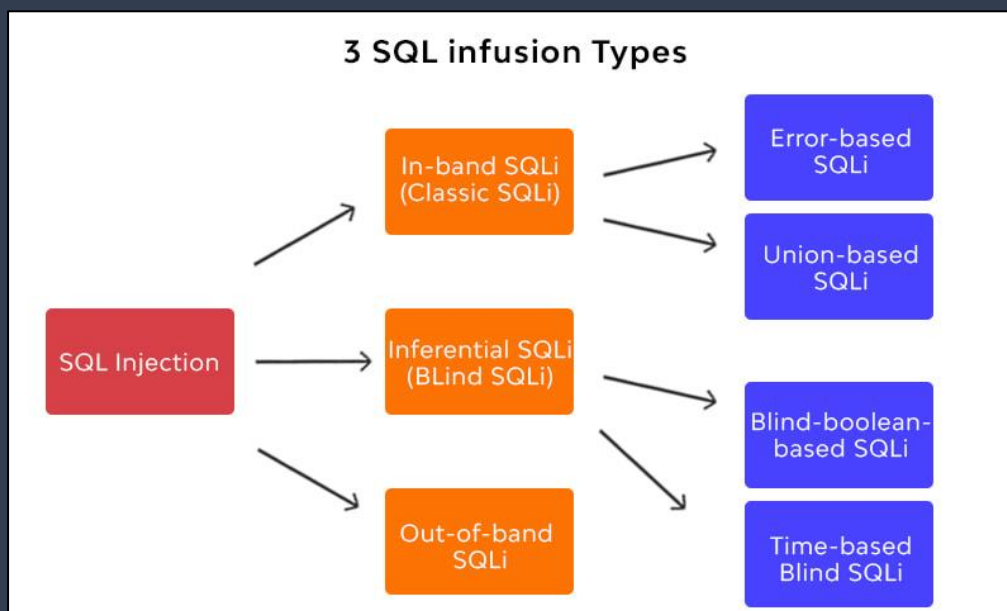 3 SQL infusion Types
SQL Injection
In-band SQLi
(Classic SQLi)
Inferential SQLi
(BLind SQLi)
Out-of-band
SQLi
Error-based
SQLi
Union-based
SQLi
Blind-boolean-
based SQLi
Time-based
Blind SQLi